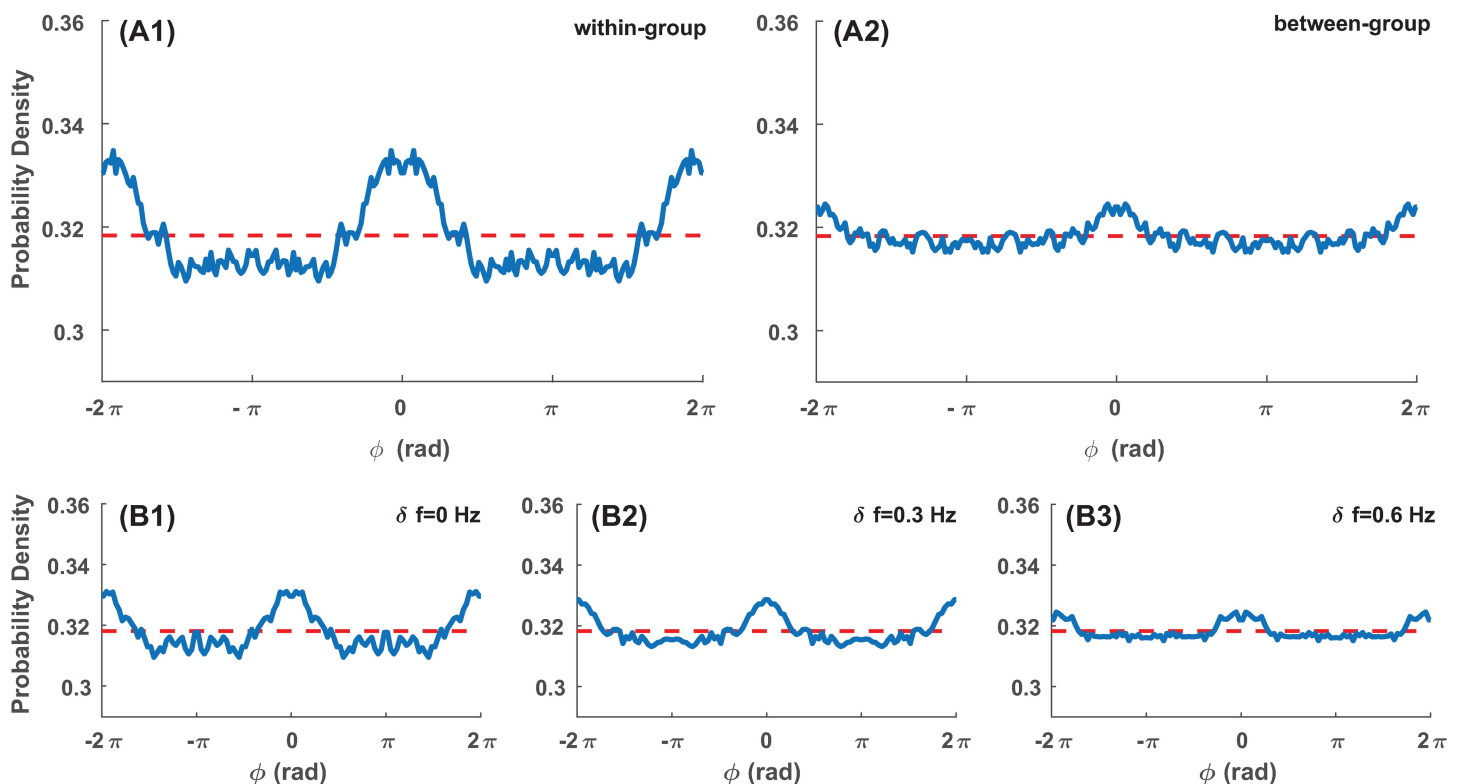 0.36
(A1)
within-group
0.34
0.32
0.3
Probability Density
-2π
-π
0
π
2π
ϕ (rad)
0.36
(A2)
between-group
0.34
0.32
0.3
-2π
-π
0
π
2π
ϕ (rad)
0.36
(B1)
δ f=0 Hz
0.34
0.32
0.3
Probability Density
-2π
-π
0
π
2π
ϕ (rad)
0.36
(B2)
δ f=0.3 Hz
0.34
0.32
0.3
-2π
-π
0
π
2π
ϕ (rad)
0.36
(B3)
δ f=0.6 Hz
0.34
0.32
0.3
-2π
-π
0
π
2π
ϕ (rad)